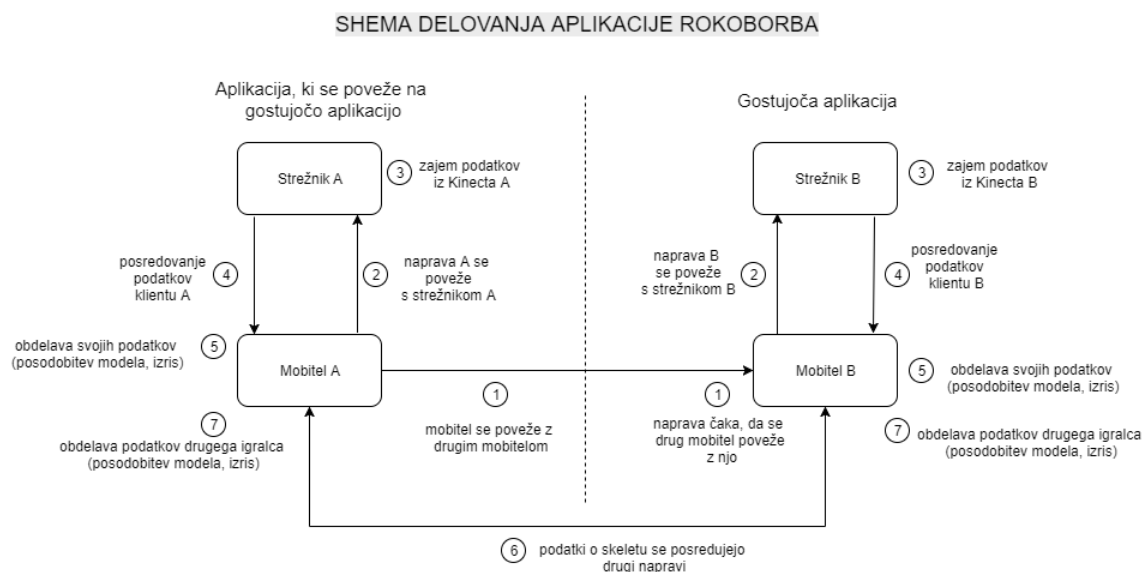 SHEMA DELOVANJA APLIKACIJE ROKOBORBA
Aplikacija, ki se poveže na
gostujočo aplikacijo
Gostujoča aplikacija
Strežnik A
3
zajem podatkov
iz Kinecta A
Strežnik B
3
zajem podatkov
iz Kinecta B
posredovanje
podatkov
klientu A
4
2
naprava A se
poveže
s strežnikom A
naprava B
se poveže
s strežnikom B
2
4
posredovanje
podatkov
klientu B
obdelava svojih podatkov
(posodobitev modela, izris)
5
Mobitel A
Mobitel B
5
obdelava svojih podatkov
(posodobitev modela, izris)
7
obdelava podatkov drugega igralca
(posodobitev modela, izris)
1
mobitel se poveže z
drugim mobitelom
1
naprava čaka, da se
drug mobitel poveže
z njo
7
obdelava podatkov drugega igralca
(posodobitev modela, izris)
6
podatki o skeletu se posredujejo
drugi napravi